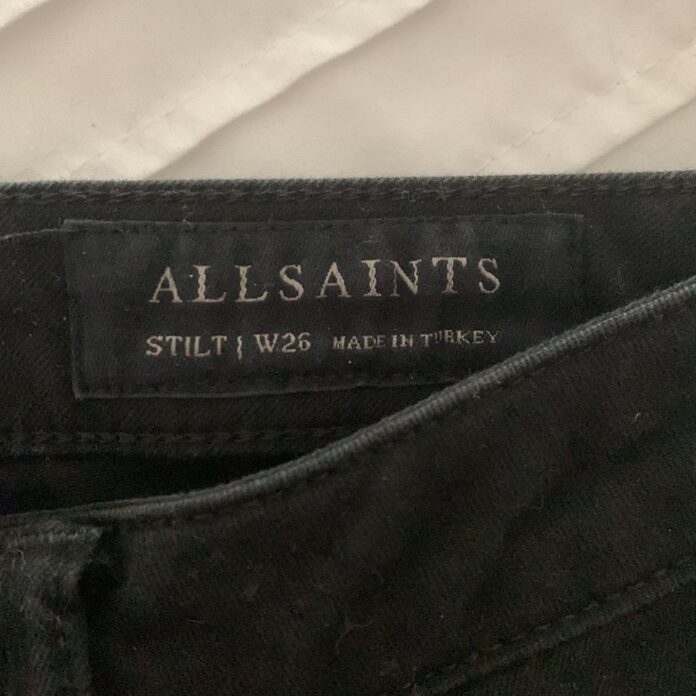 ALLSAINTS
STILT { W26 MADE IN TURKEY